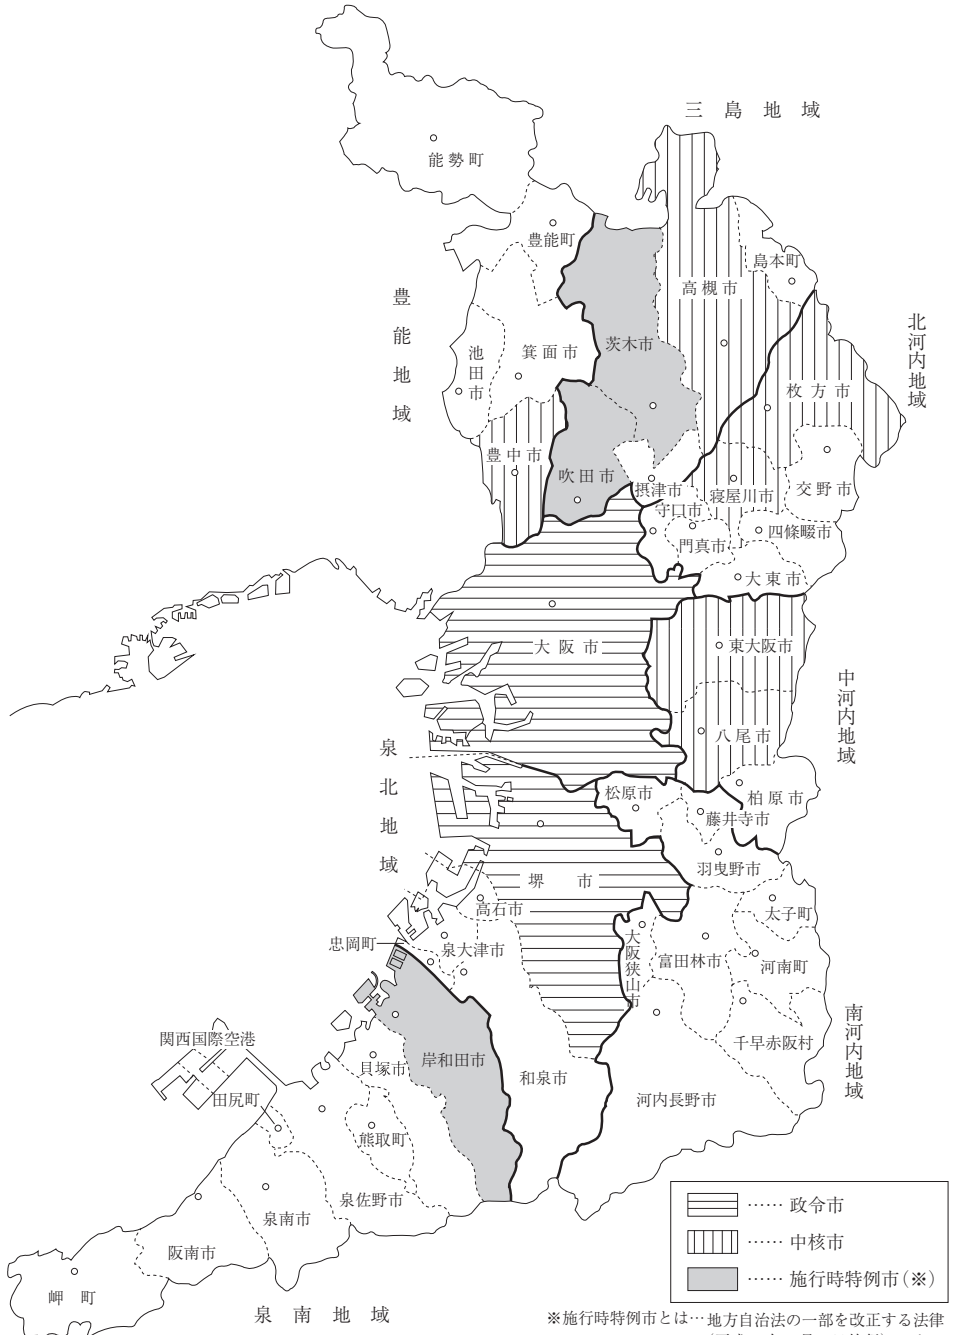 三島地域
能勢町
豊能町
島本町
高槻市
豊能地域
北河内地域
茨木市
箕面市
池田市
枚方市
豊中市
吹田市
摂津市
寝屋川市
交野市
守口市
門真市
四條畷市
大東市
大阪市
東大阪市
中河内地域
八尾市
泉北地域
松原市
柏原市
藤井寺市
羽曳野市
堺市
高石市
太子町
忠岡町
泉大津市
大阪狭山市
富田林市
河南町
南河内地域
関西国際空港
千早赤阪村
貝塚市
岸和田市
和泉市
田尻町
河内長野市
熊取町
泉佐野市
泉南市
阪南市
岬町
泉南地域
……政令市
……中核市
……施行時特例市(※)
※施行時特例市とは…地方自治法の一部を改正する法律